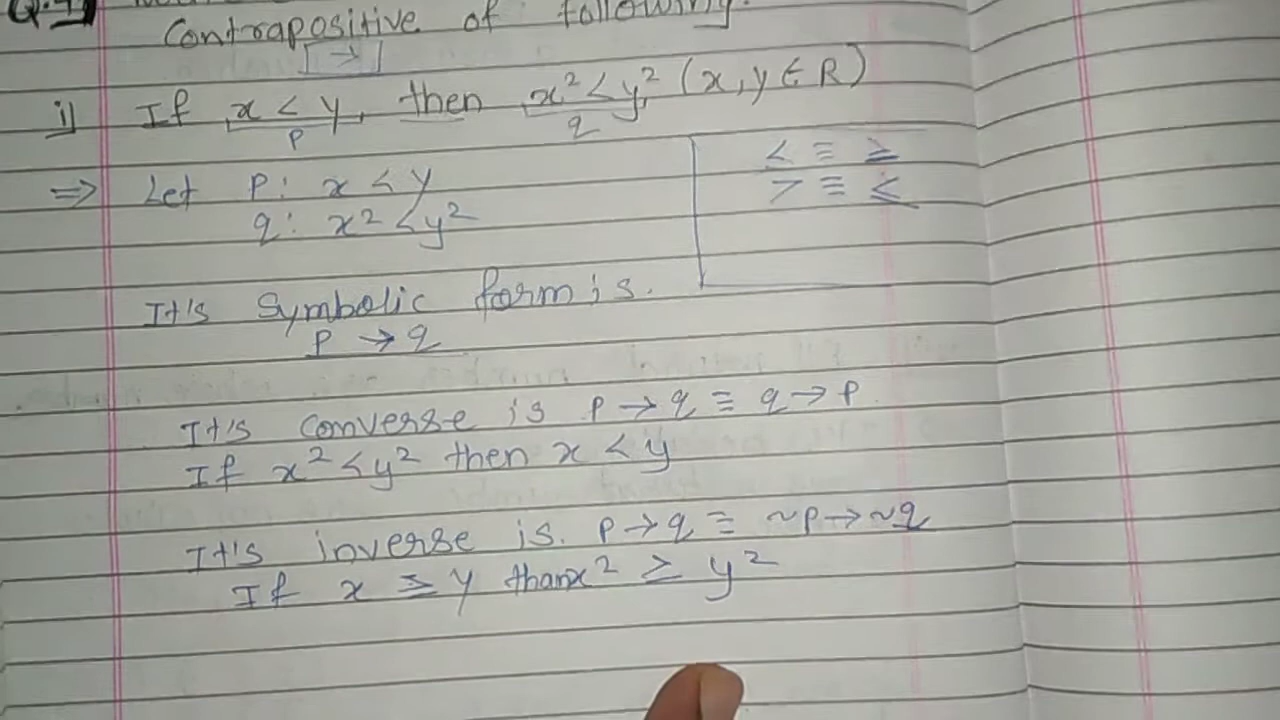 Contrapositive of following.
[→]
i] If x < y, then x² < y², (x, y ∈ R)
p q
< ≡ ≥
⇒ Let p: x < y
> ≡ ≤
q: x² < y²
It's Symbolic form is.
p → q
It's converse is p → q ≡ q → p.
If x² < y² then x < y
It's inverse is. p → q ≡ ~p → ~q
If x ≥ y than x² ≥ y²